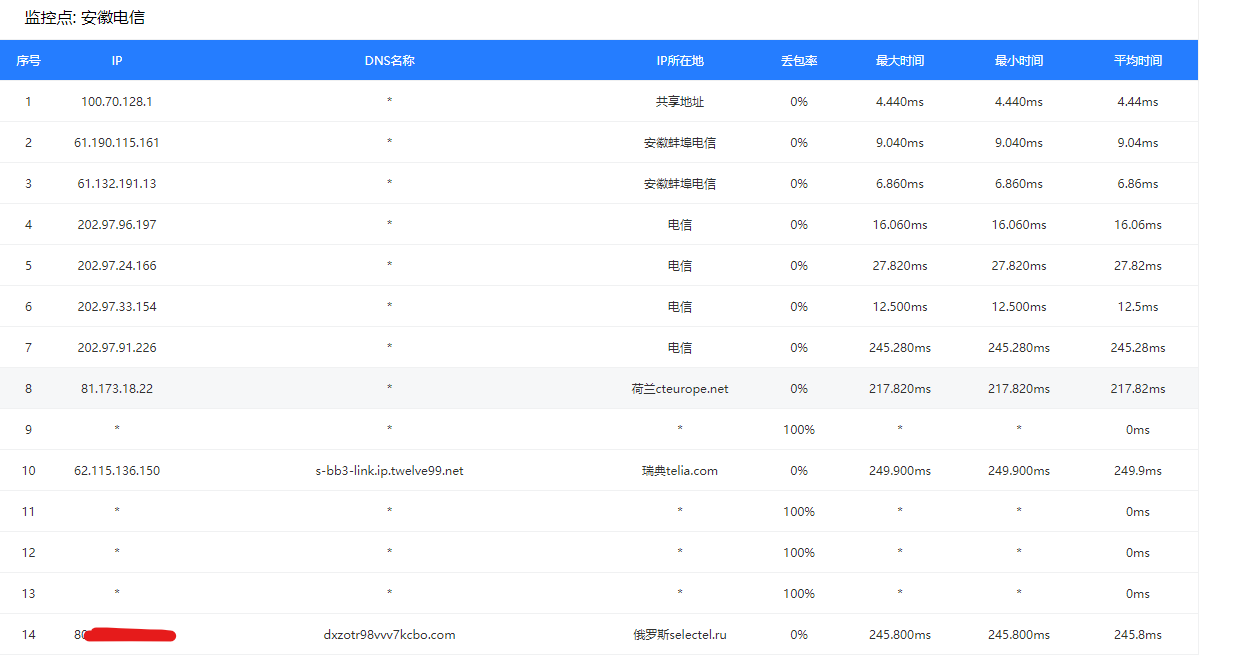 监控点: 安徽电信
序号 IP DNS名称 IP所在地 丢包率 最大时间 最小时间 平均时间
1 100.70.128.1 * 共享地址 0% 4.440ms 4.440ms 4.44ms
2 61.190.115.161 * 安徽蚌埠电信 0% 9.040ms 9.040ms 9.04ms
3 61.132.191.13 * 安徽蚌埠电信 0% 6.860ms 6.860ms 6.86ms
4 202.97.96.197 * 电信 0% 16.060ms 16.060ms 16.06ms
5 202.97.24.166 * 电信 0% 27.820ms 27.820ms 27.82ms
6 202.97.33.154 * 电信 0% 12.500ms 12.500ms 12.5ms
7 202.97.91.226 * 电信 0% 245.280ms 245.280ms 245.28ms
8 81.173.18.22 * 荷兰cteurope.net 0% 217.820ms 217.820ms 217.82ms
9 * * * 100% * * 0ms
10 62.115.136.150 s-bb3-link.ip.twelve99.net 瑞典telia.com 0% 249.900ms 249.900ms 249.9ms
11 * * * 100% * * 0ms
12 * * * 100% * * 0ms
13 * * * 100% * * 0ms
14 80 dxzotr98vvv7kcbo.com 俄罗斯selectel.ru 0% 245.800ms 245.800ms 245.8ms